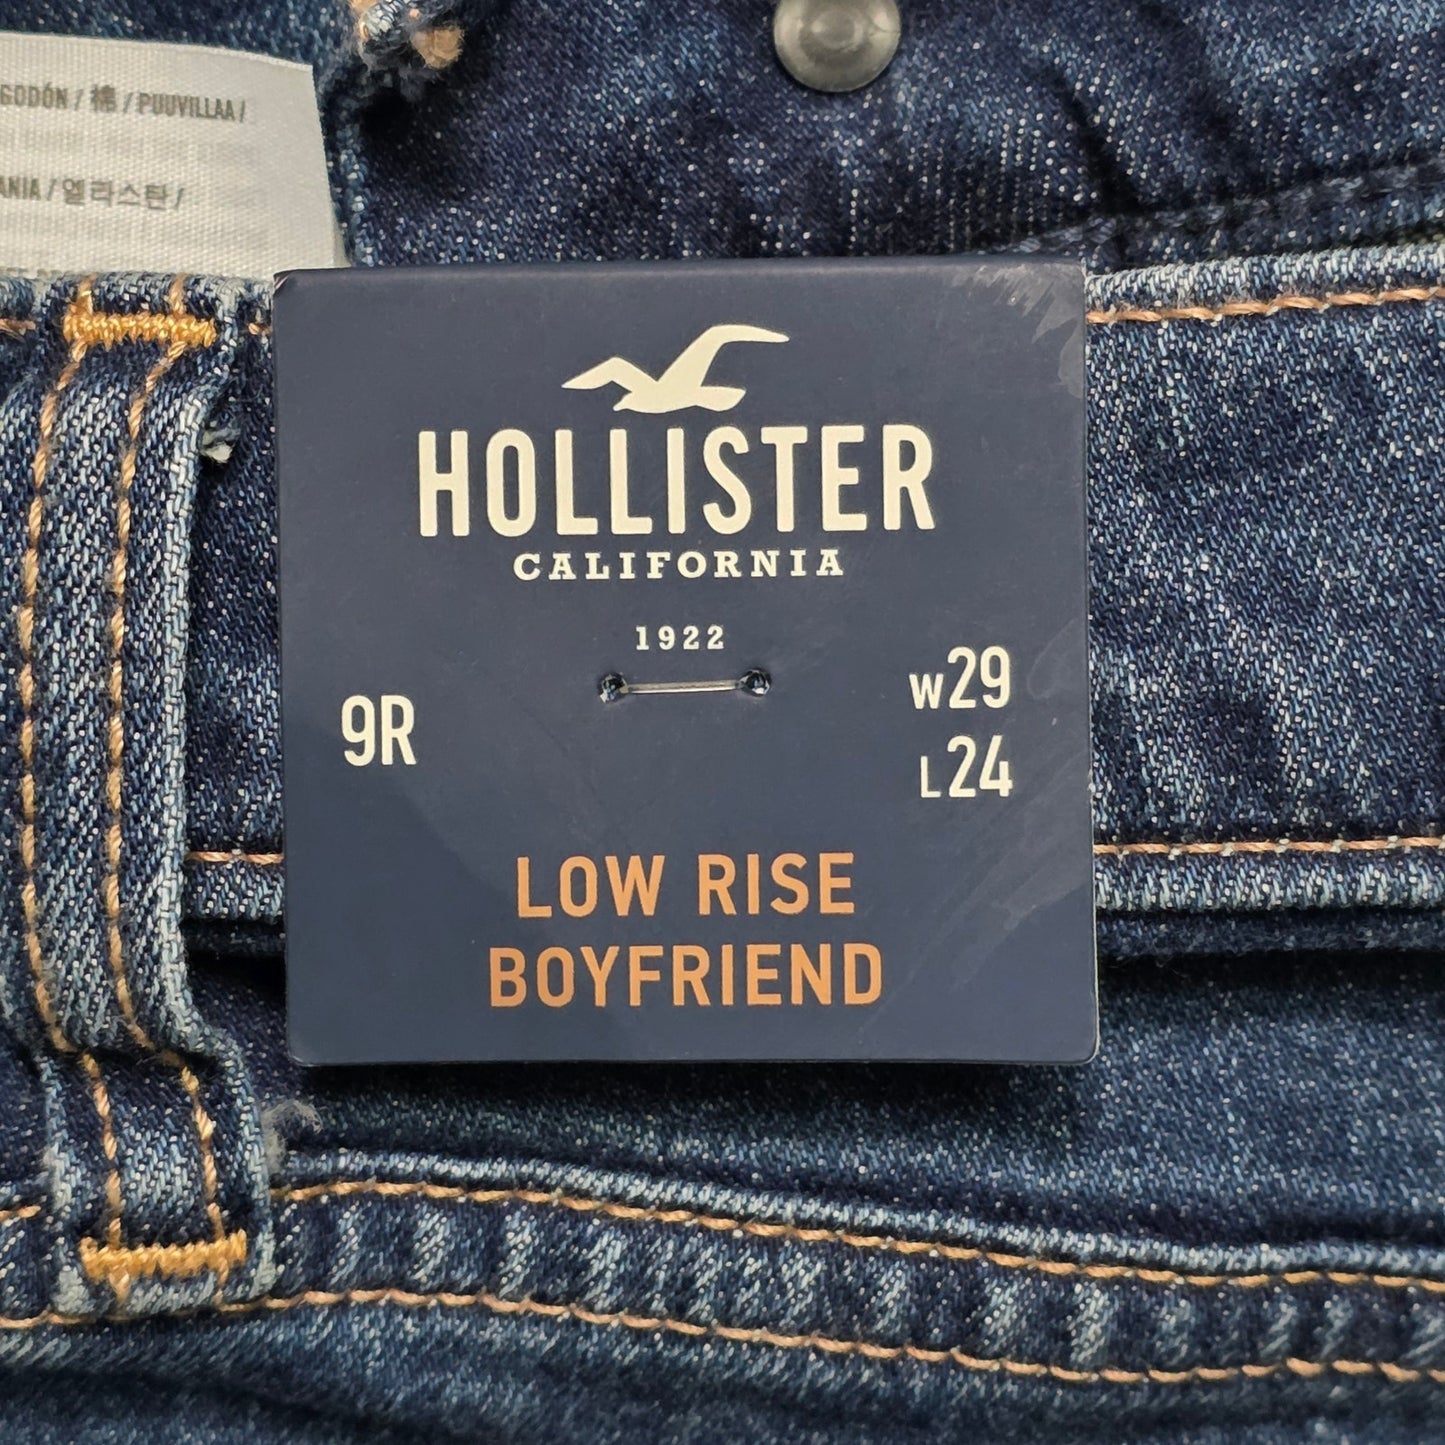 GODÓN / 棉 / PUUVILLAA /
ANIA / 엘라스탄 /
HOLLISTER
CALIFORNIA
1922
9R
W29
L24
LOW RISE
BOYFRIEND